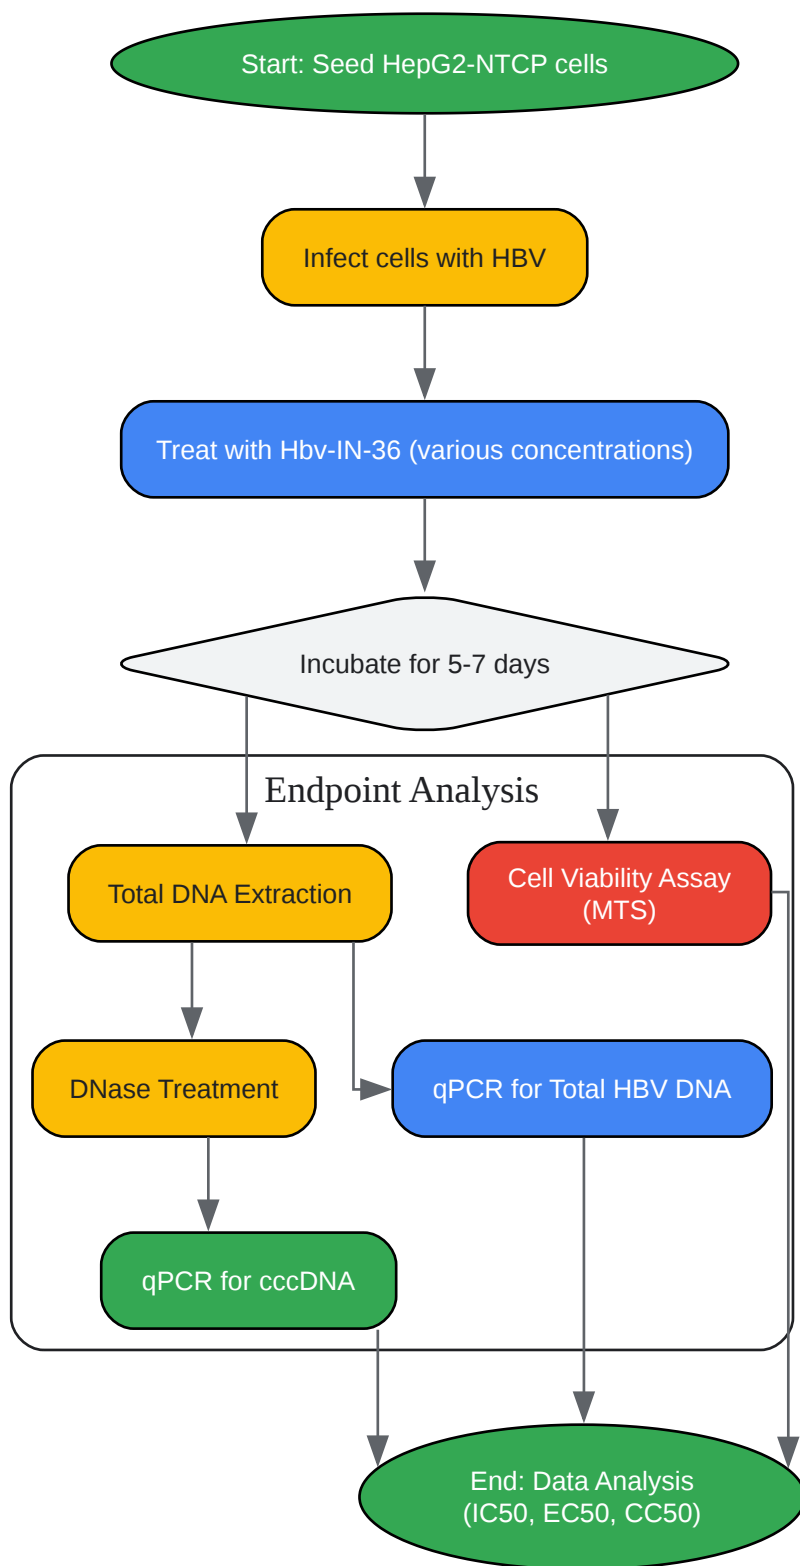 Start: Seed HepG2-NTCP cells
Infect cells with HBV
Treat with Hbv-IN-36 (various concentrations)
Incubate for 5-7 days
Endpoint Analysis
Total DNA Extraction
Cell Viability Assay
(MTS)
DNase Treatment
qPCR for Total HBV DNA
qPCR for cccDNA
End: Data Analysis
(IC50, EC50, CC50)